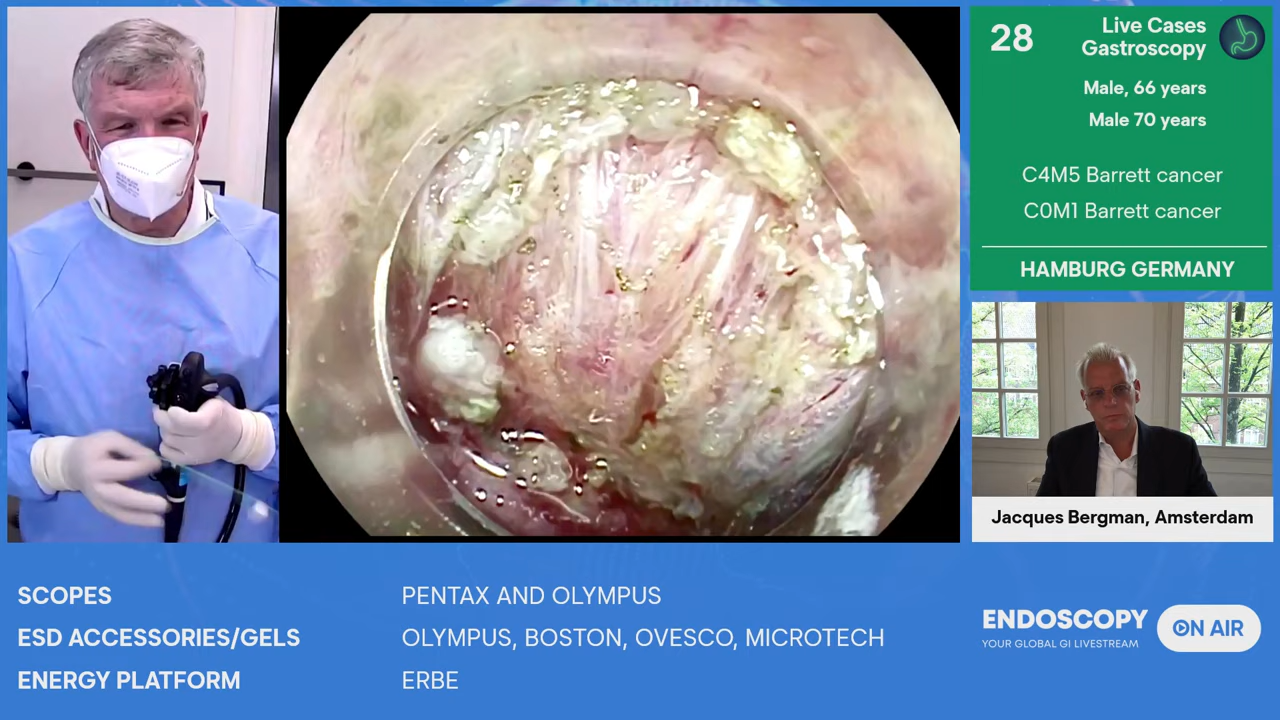 28
Live Cases
Gastroscopy
Male, 66 years
Male 70 years
C4M5 Barrett cancer
C0M1 Barrett cancer
HAMBURG GERMANY
Jacques Bergman, Amsterdam
SCOPES PENTAX AND OLYMPUS
ESD ACCESSORIES/GELS OLYMPUS, BOSTON, OVESCO, MICROTECH
ENERGY PLATFORM ERBE
ENDOSCOPY ON AIR
YOUR GLOBAL GI LIVESTREAM